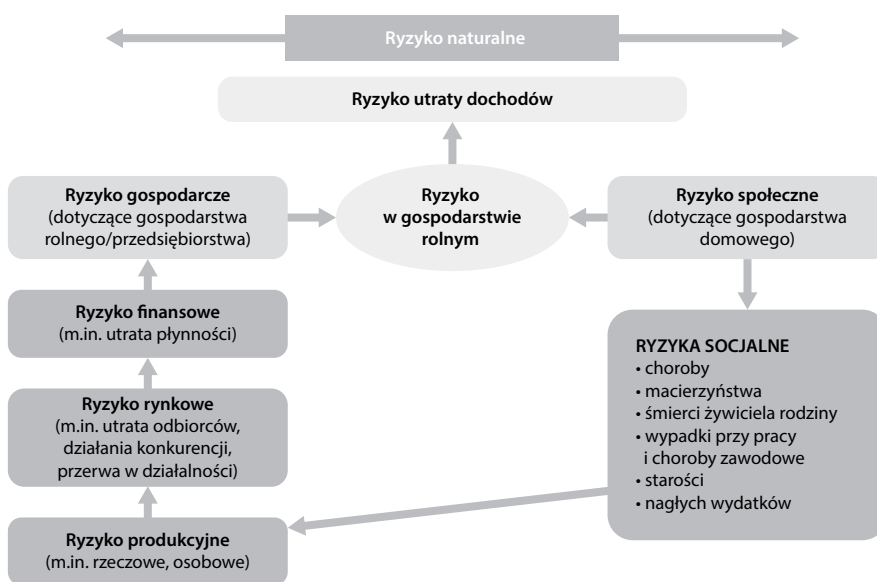 Ryzyko naturalne
Ryzyko utraty dochodów
Ryzyko gospodarcze
(dotyczące gospodarstwa
rolnego/przedsiębiorstwa)
Ryzyko
w gospodarstwie
rolnym
Ryzyko społeczne
(dotyczące gospodarstwa
domowego)
Ryzyko finansowe
(m.in. utrata płynności)
Ryzyko rynkowe
(m.in. utrata odbiorców,
działania konkurencji,
przerwa w działalności)
Ryzyko produkcyjne
(m.in. rzeczowe, osobowe)
RYZYKA SOCJALNE
• choroby
• macierzyństwa
• śmierci żywiciela rodziny
• wypadki przy pracy
i choroby zawodowe
• starości
• nagłych wydatków